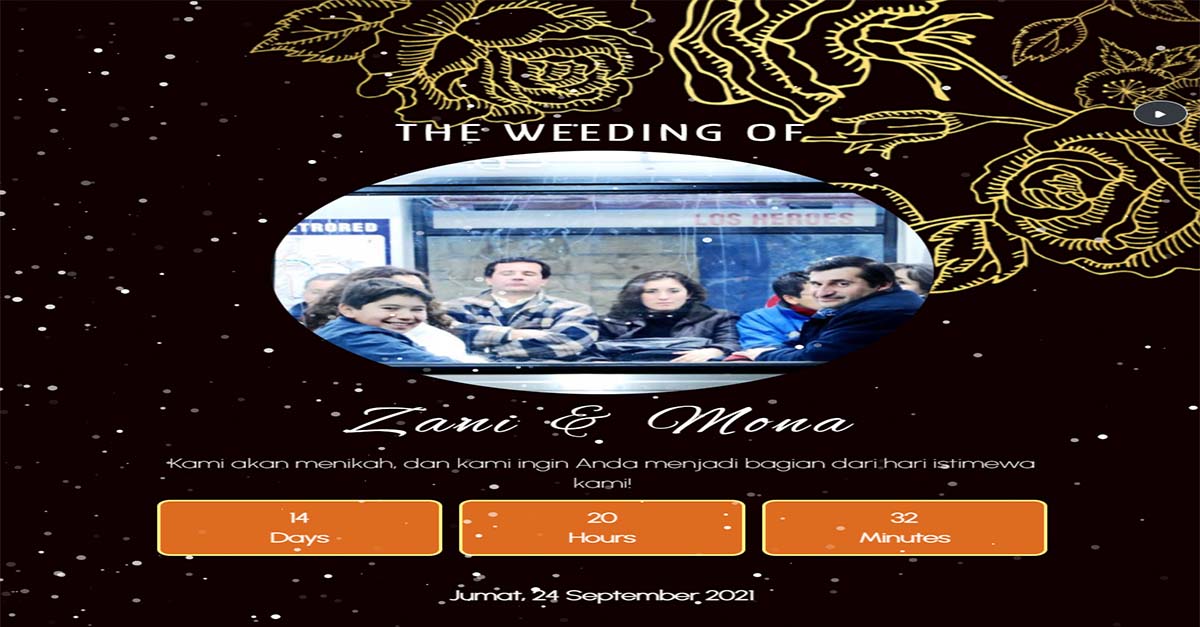 THE WEEDING OF
ETRORED
LOS HEROES
Zani & Mona
Kami akan menikah, dan kami ingin Anda menjadi bagian dari hari istimewa
kami!
14
Days
20
Hours
32
Minutes
Jumat, 24 September 2021